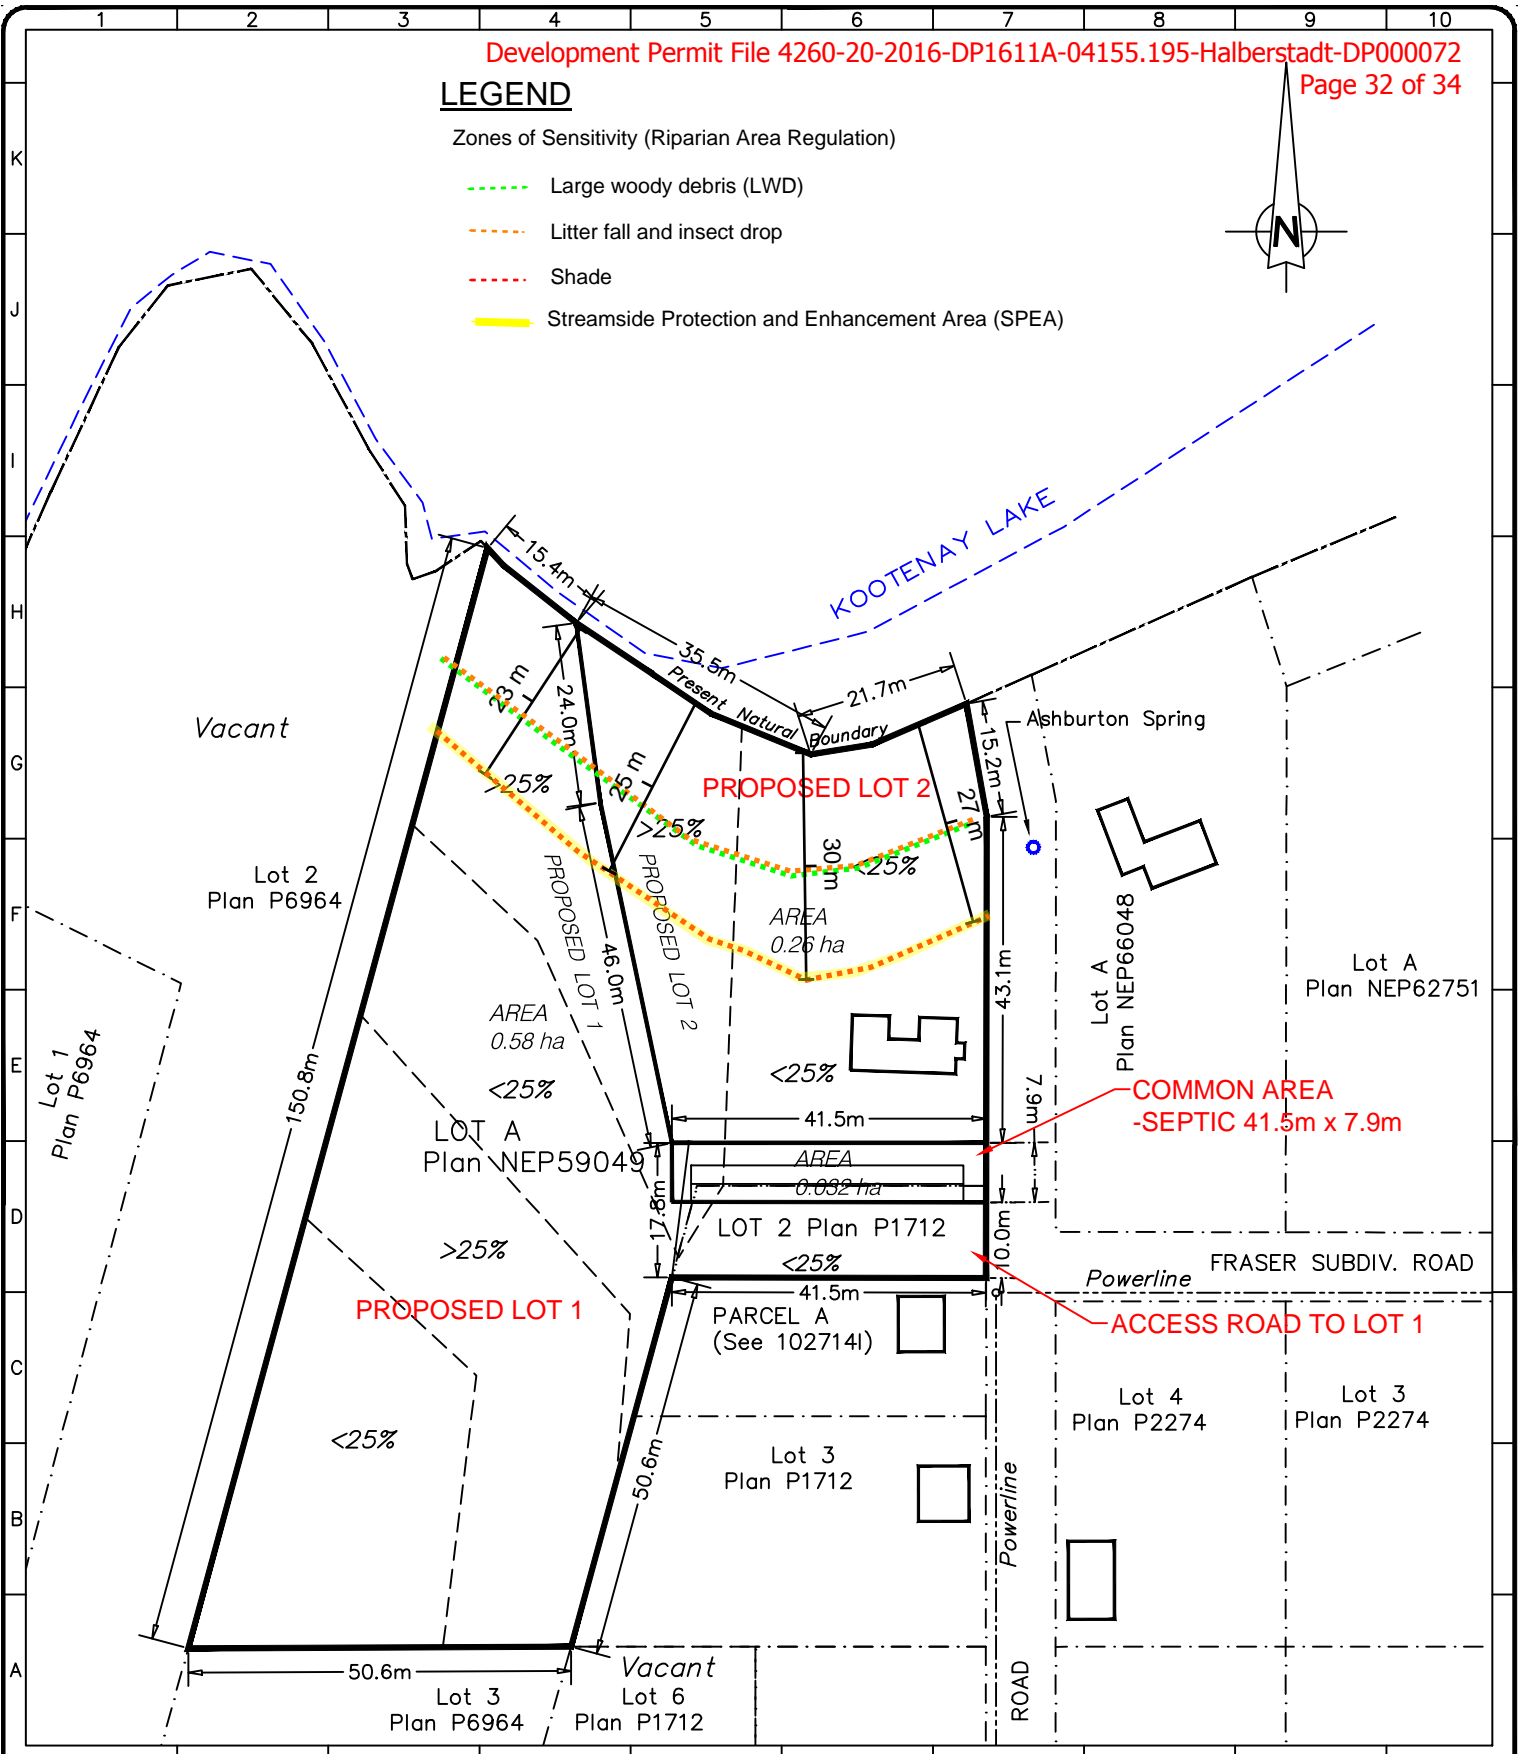 1 2 3 4 5 6 7 8 9 10
Development Permit File 4260-20-2016-DP1611A-04155.195-Halberstadt-DP000072
Page 32 of 34
LEGEND
Zones of Sensitivity (Riparian Area Regulation)
Large woody debris (LWD)
Litter fall and insect drop
Shade
Streamside Protection and Enhancement Area (SPEA)
N
K
J
I
H
G
F
E
D
C
B
A
KOOTENAY LAKE
15.4m
35.5m
21.7m
Present Natural Boundary
Ashburton Spring
23 m
24.0m
25 m
30 m
27 m
15.2m
Vacant
>25%
>25%
<25%
PROPOSED LOT 2
Lot 2
Plan P6964
PROPOSED LOT 1
PROPOSED LOT 2
AREA
0.26 ha
46.0m
43.1m
Lot A
Plan NEP66048
Lot A
Plan NEP62751
AREA
0.58 ha
<25%
<25%
Lot 1
Plan P6964
150.8m
7.9m
COMMON AREA
-SEPTIC 41.5m x 7.9m
41.5m
LOT A
Plan NEP59049
AREA
0.032 ha
17.8m
LOT 2 Plan P1712
<25%
10.0m
>25%
FRASER SUBDIV. ROAD
Powerline
41.5m
PROPOSED LOT 1
PARCEL A
(See 102714I)
ACCESS ROAD TO LOT 1
Lot 4
Plan P2274
Lot 3
Plan P2274
<25%
50.6m
Lot 3
Plan P1712
Powerline
50.6m
Vacant
Lot 3
Plan P6964
Lot 6
Plan P1712
ROAD